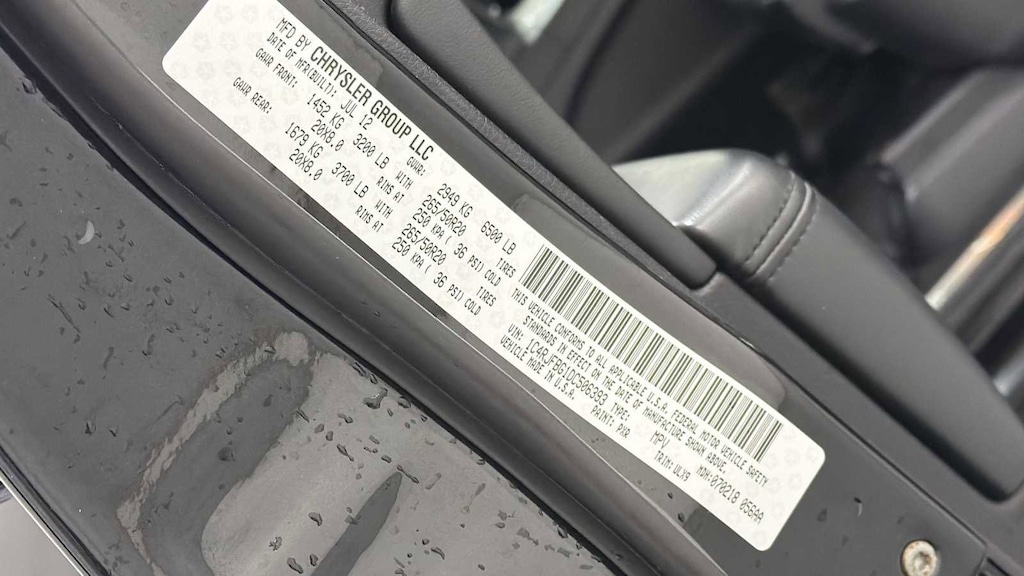 MFD BY CHRYSLER GROUP LLC
DATE OF MFR(BUILT): JUL 12 GVWR: 2949 KG 6500 LB
GAWR FRONT: 1452 KG 3200 LB WITH 265/50R20 TIRES
20X8.0 RIMS AT 250 KPA( 36 PSI) COLD
GAWR REAR: 1679 KG 3700 LB WITH 265/50R20 TIRES
20X8.0 RIMS AT 250 KPA( 36 PSI) COLD
THIS VEHICLE CONFORMS TO ALL APPLICABLE U.S.A. FEDERAL MOTOR VEHICLE SAFETY
STANDARDS IN EFFECT ON THE DATE OF MANUFACTURE SHOWN ABOVE.
VIN: TYPE: MPV MDH:070218 056AA
VEHICLE MADE IN U.S.A. PAINT: PXR TRIM: